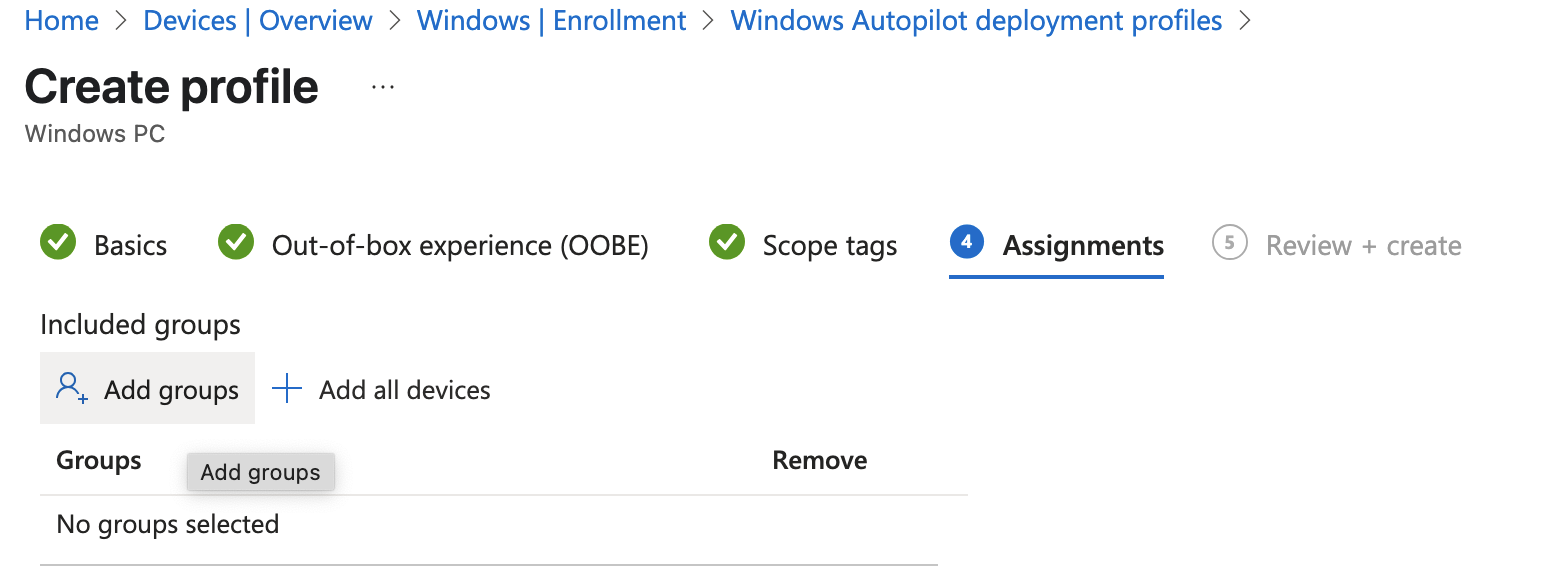 Home > Devices | Overview > Windows | Enrollment > Windows Autopilot deployment profiles >
Create profile ...
Windows PC
Basics Out-of-box experience (OOBE) Scope tags 4 Assignments 5 Review + create
Included groups
Add groups Add all devices
Groups Remove
Add groups
No groups selected